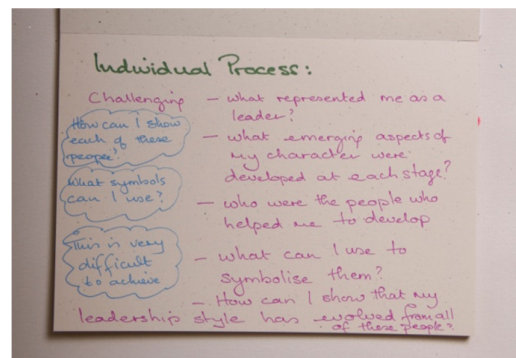 Individual Process:
Challenging – what represented me as a
leader?
How can I show
each of these
people?
– what emerging aspects of
my character were
developed at each stage?
What symbols
can I use?
– who were the people who
helped me to develop
This is very
difficult
to achieve
– what can I use to
symbolise them?
– How can I show that my
leadership style has evolved from all
of these people?